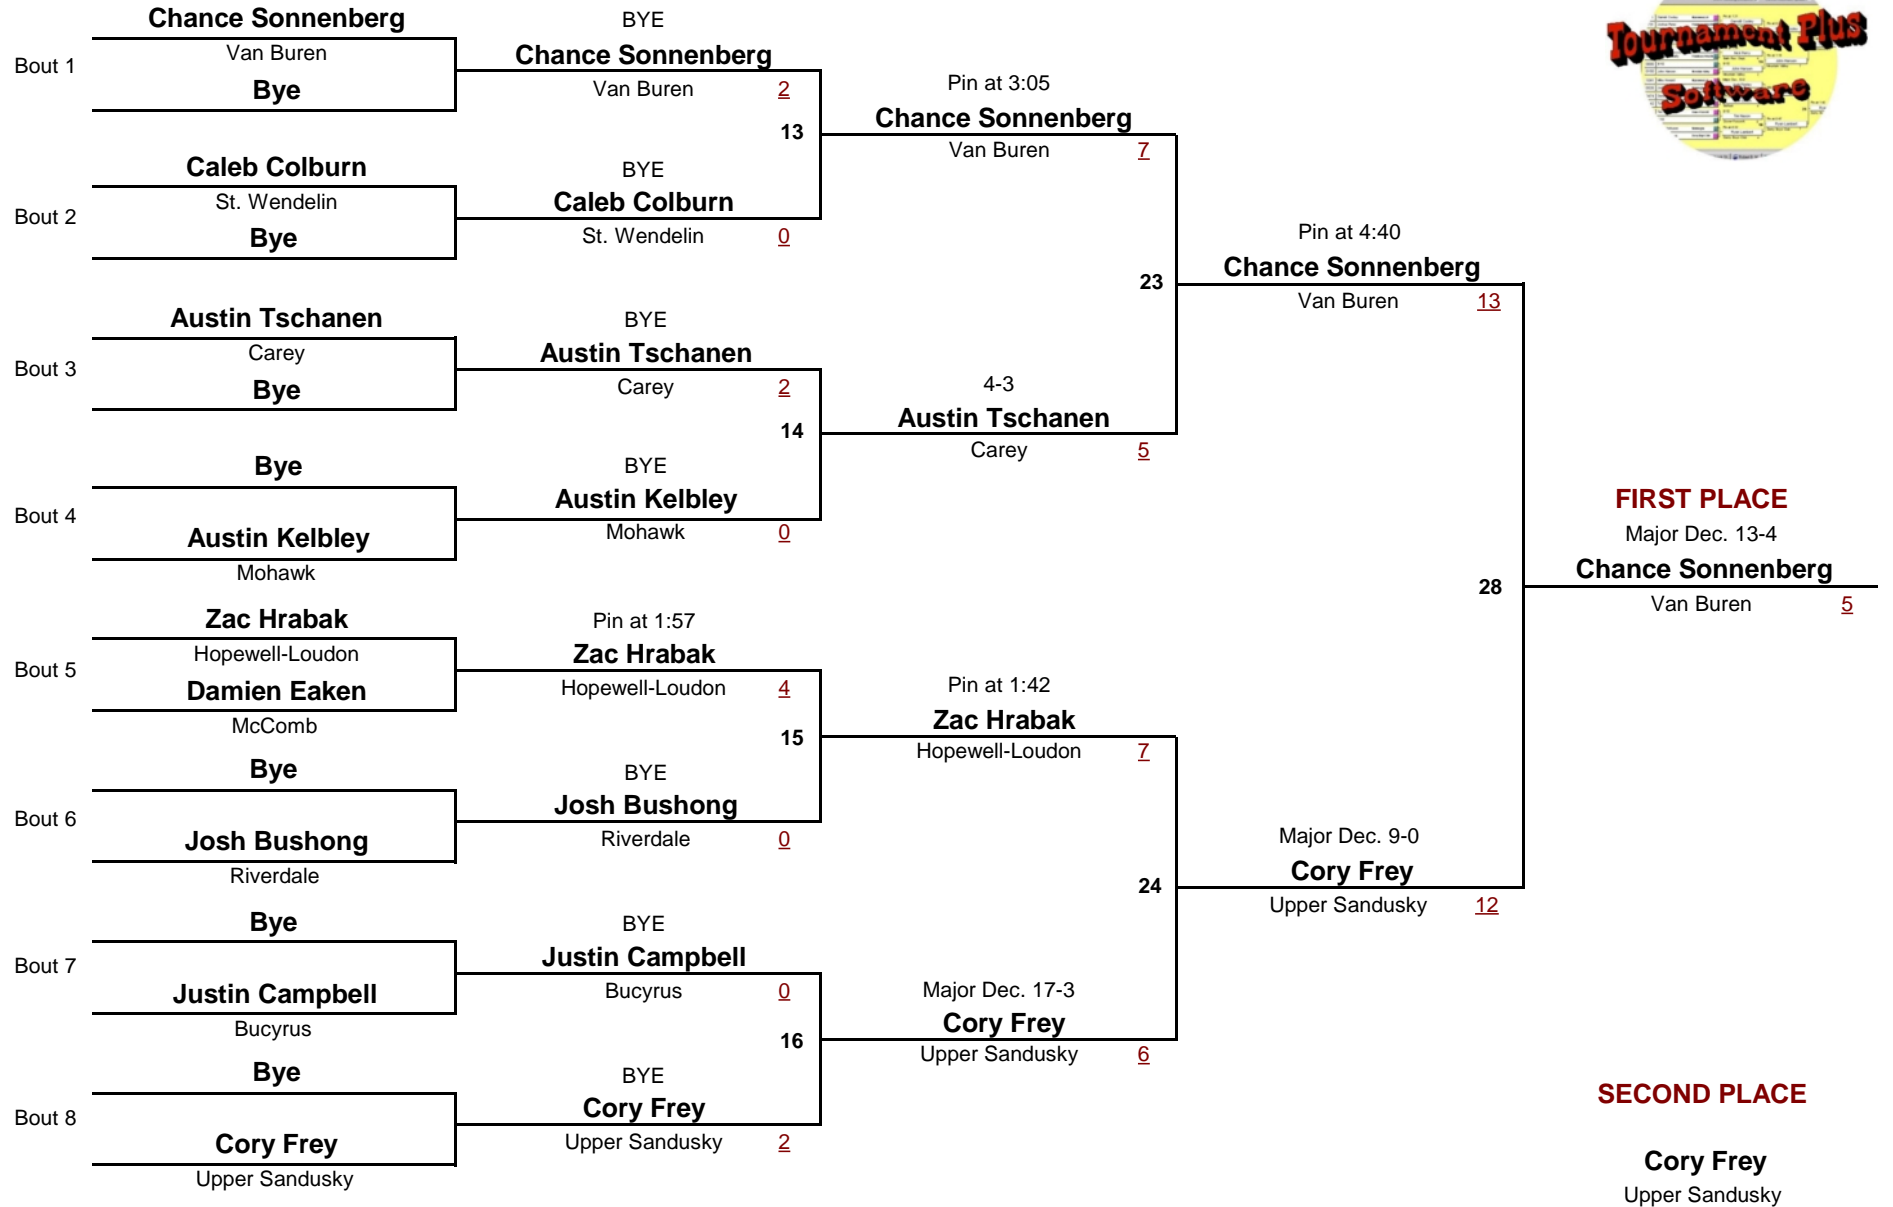 Tournament Plus
Software
Bout 1
Chance Sonnenberg
Van Buren
Bye
Bout 2
Caleb Colburn
St. Wendelin
Bye
Bout 3
Austin Tschanen
Carey
Bye
Bout 4
Bye
Austin Kelbley
Mohawk
Bout 5
Zac Hrabak
Hopewell-Loudon
Damien Eaken
McComb
Bout 6
Bye
Josh Bushong
Riverdale
Bout 7
Bye
Justin Campbell
Bucyrus
Bout 8
Bye
Cory Frey
Upper Sandusky
BYE
Chance Sonnenberg
Van Buren 2
13
BYE
Caleb Colburn
St. Wendelin 0
BYE
Austin Tschanen
Carey 2
14
BYE
Austin Kelbley
Mohawk 0
Pin at 1:57
Zac Hrabak
Hopewell-Loudon 4
15
BYE
Josh Bushong
Riverdale 0
BYE
Justin Campbell
Bucyrus 0
16
BYE
Cory Frey
Upper Sandusky 2
Pin at 3:05
Chance Sonnenberg
Van Buren 7
23
4-3
Austin Tschanen
Carey 5
Pin at 1:42
Zac Hrabak
Hopewell-Loudon 7
24
Major Dec. 17-3
Cory Frey
Upper Sandusky 6
Pin at 4:40
Chance Sonnenberg
Van Buren 13
28
Major Dec. 9-0
Cory Frey
Upper Sandusky 12
FIRST PLACE
Major Dec. 13-4
Chance Sonnenberg
Van Buren 5
SECOND PLACE
Cory Frey
Upper Sandusky